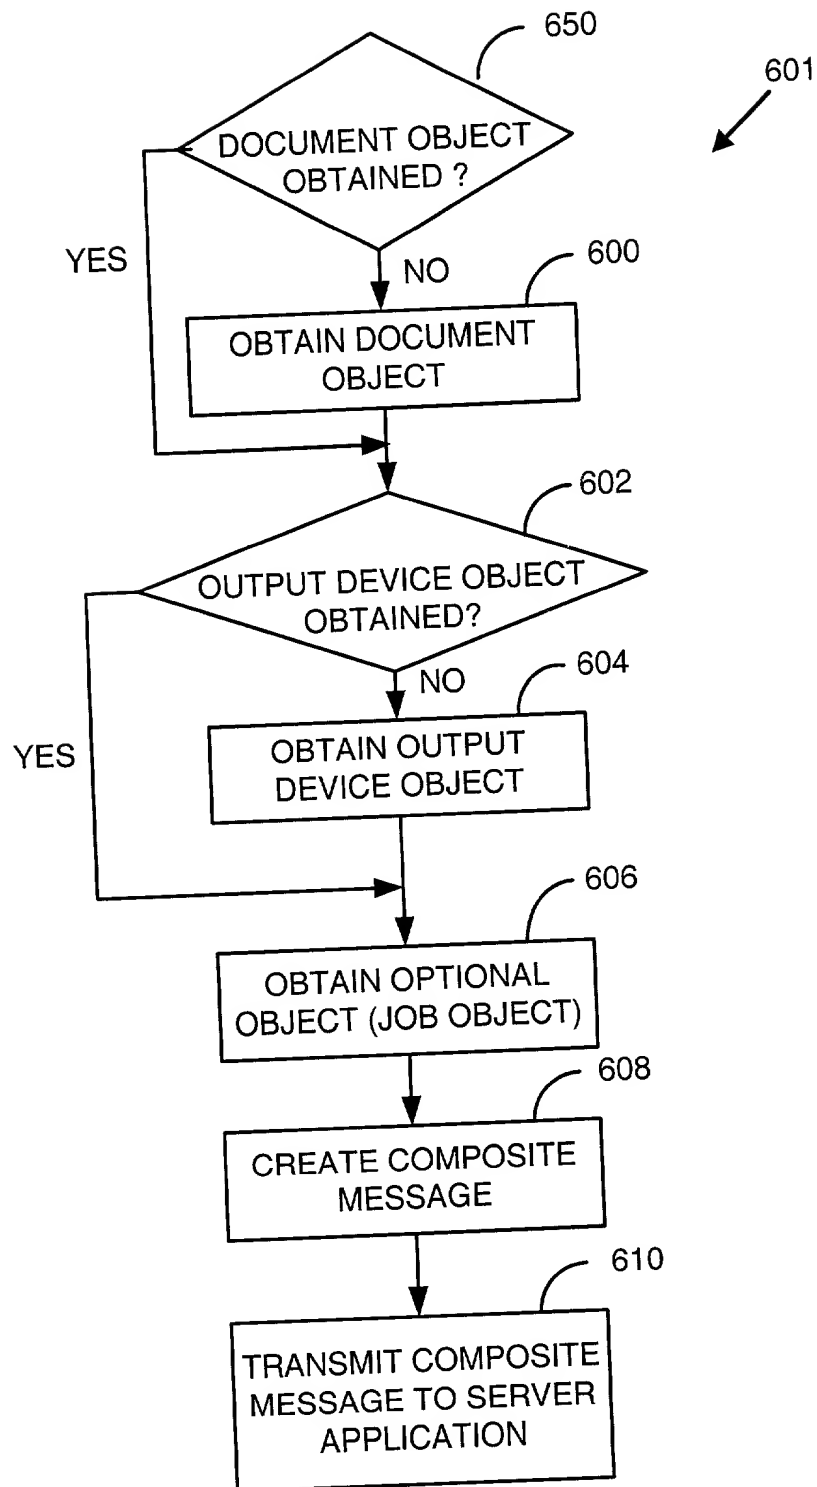 650
601
DOCUMENT OBJECT
OBTAINED ?
YES
NO
600
OBTAIN DOCUMENT
OBJECT
602
OUTPUT DEVICE OBJECT
OBTAINED?
NO
604
YES
OBTAIN OUTPUT
DEVICE OBJECT
606
OBTAIN OPTIONAL
OBJECT (JOB OBJECT)
608
CREATE COMPOSITE
MESSAGE
610
TRANSMIT COMPOSITE
MESSAGE TO SERVER
APPLICATION